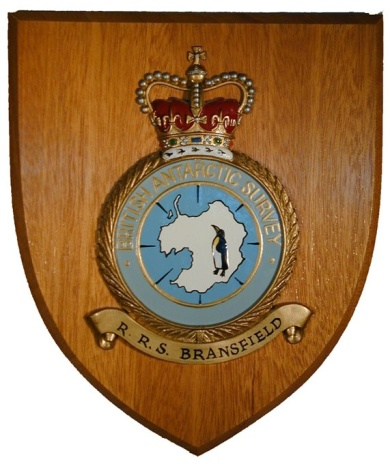 BRITISH ANTARCTIC SURVEY
R.R.S. BRANSFIELD